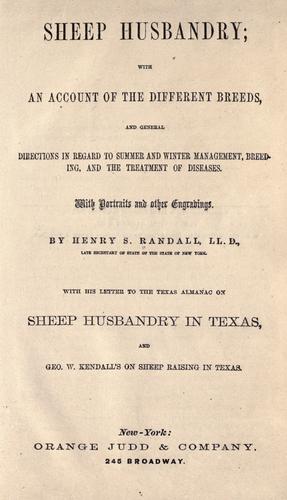 SHEEP HUSBANDRY;
WITH
AN ACCOUNT OF THE DIFFERENT BREEDS,
AND GENERAL
DIRECTIONS IN REGARD TO SUMMER AND WINTER MANAGEMENT, BREED-
ING, AND THE TREATMENT OF DISEASES.
With Portraits and other Engravings.
BY HENRY S. RANDALL, LL. D.,
LATE SECRETARY OF STATE OF THE STATE OF NEW YORK.
WITH HIS LETTER TO THE TEXAS ALMANAC ON
SHEEP HUSBANDRY IN TEXAS,
AND
GEO. W. KENDALL'S ON SHEEP RAISING IN TEXAS.
New-York:
ORANGE JUDD & COMPANY,
245 BROADWAY.